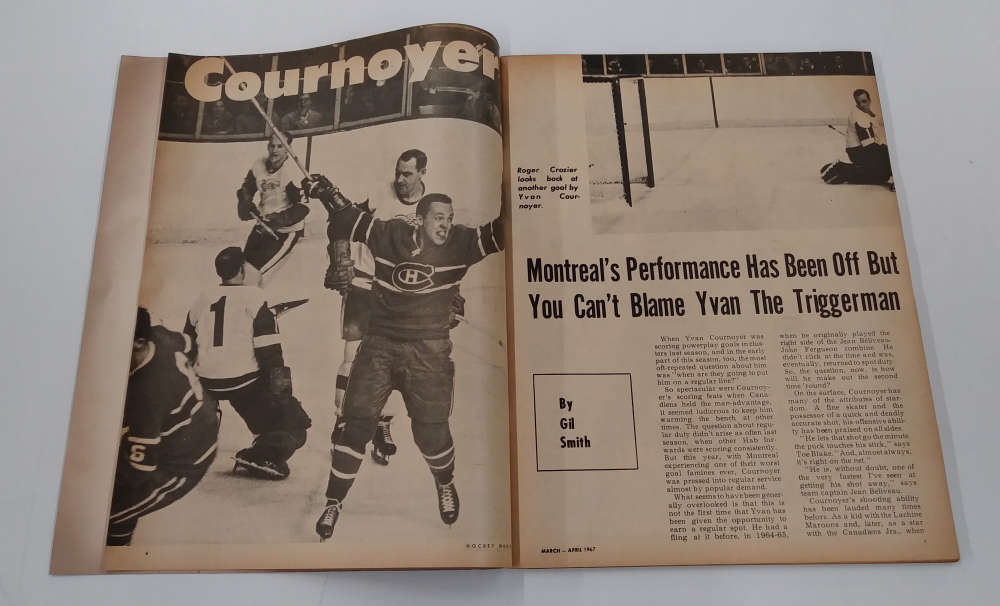 Cournoyer
H
1
5
HOCKEY
Roger Crozier
looks back at
another goal by
Yvan Cour-
noyer.
Montreal's Performance Has Been Off But
You Can't Blame Yvan The Triggerman
By
Gil
Smith
When Yvan Cournoyer was
scoring powerplay goals in clus-
ters last season, and in the early
part of this season, too, the most
oft-repeated question about him
was "when are they going to put
him on a regular line?"
So spectacular were Cournoy-
er's scoring feats when Cana-
diens held the man-advantage,
it seemed ludicrous to keep him
warming the bench at other
times. The question about regu-
lar duty didn't arise as often last
season, when other Hab for-
wards were scoring consistently.
But this year, with Montreal
experiencing one of their worst
goal famines ever, Cournoyer
was pressed into regular service
almost by popular demand.
What seems to have been gener-
ally overlooked is that this is
not the first time that Yvan has
been given the opportunity to
earn a regular spot. He had a
fling at it before, in 1964-65,
when he originally played the
right side of the Jean Beliveau-
John Ferguson combine. He
didn't click at the time and was,
eventually, returned to spot duty.
So, the question, now, is how
will he make out the second
time 'round?
On the surface, Cournoyer has
many of the attributes of star-
dom. A fine skater and the
possessor of a quick and deadly
accurate shot, his offensive abili-
ty has been praised on all sides.
"He lets that shot go the minute
the puck touches his stick," says
Toe Blake. "And, almost always,
it's right on the net."
"He is, without doubt, one of
the very fastest I've seen at
getting his shot away," says
team captain Jean Beliveau.
Cournoyer's shooting ability
has been lauded many times
before. As a kid with the Lachine
Maroons and, later, as a star
with the Canadiens Jrs., when
MARCH — APRIL 1967